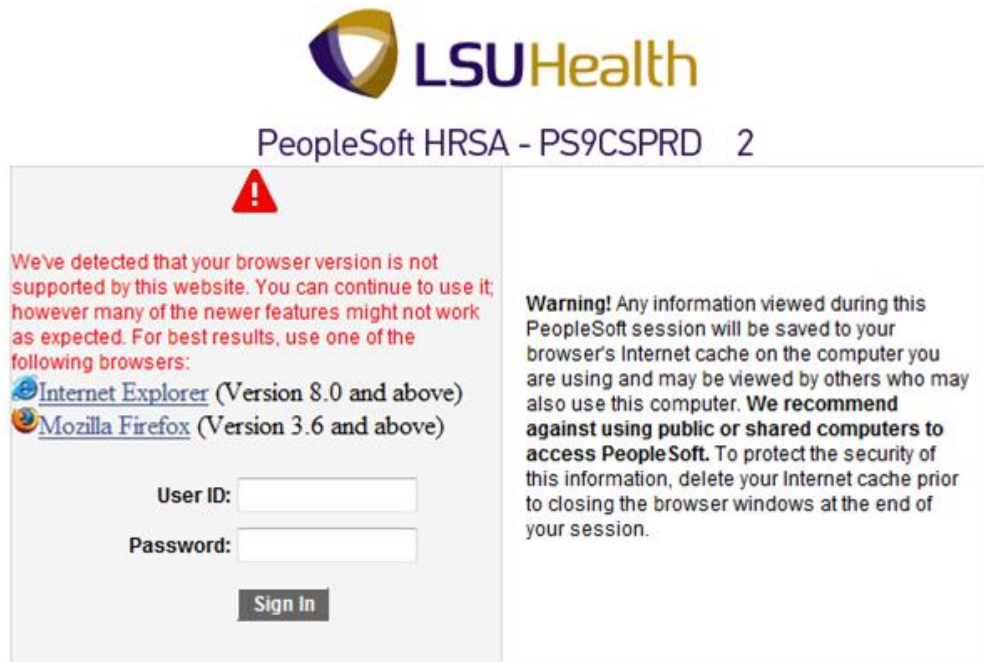 LSUHealth
PeopleSoft HRSA - PS9CSPRD 2
We've detected that your browser version is not
supported by this website. You can continue to use it;
however many of the newer features might not work
as expected. For best results, use one of the
following browsers:
Internet Explorer (Version 8.0 and above)
Mozilla Firefox (Version 3.6 and above)
User ID:
Password:
Sign In
Warning! Any information viewed during this
PeopleSoft session will be saved to your
browser's Internet cache on the computer you
are using and may be viewed by others who may
also use this computer. We recommend
against using public or shared computers to
access PeopleSoft. To protect the security of
this information, delete your Internet cache prior
to closing the browser windows at the end of
your session.